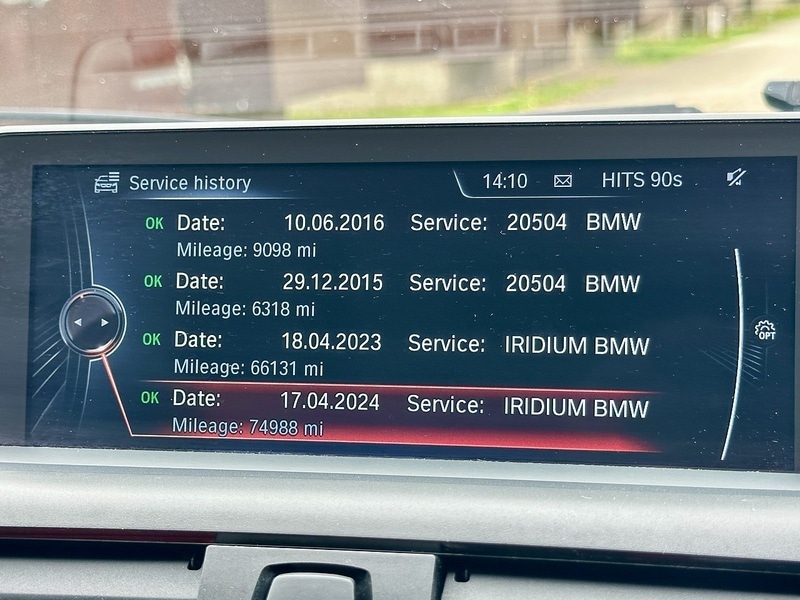 Service history 14:10 HITS 90s
OK Date: 10.06.2016 Service: 20504 BMW
Mileage: 9098 mi
OK Date: 29.12.2015 Service: 20504 BMW
Mileage: 6318 mi
OK Date: 18.04.2023 Service: IRIDIUM BMW
Mileage: 66131 mi
OK Date: 17.04.2024 Service: IRIDIUM BMW
Mileage: 74988 mi
OPT